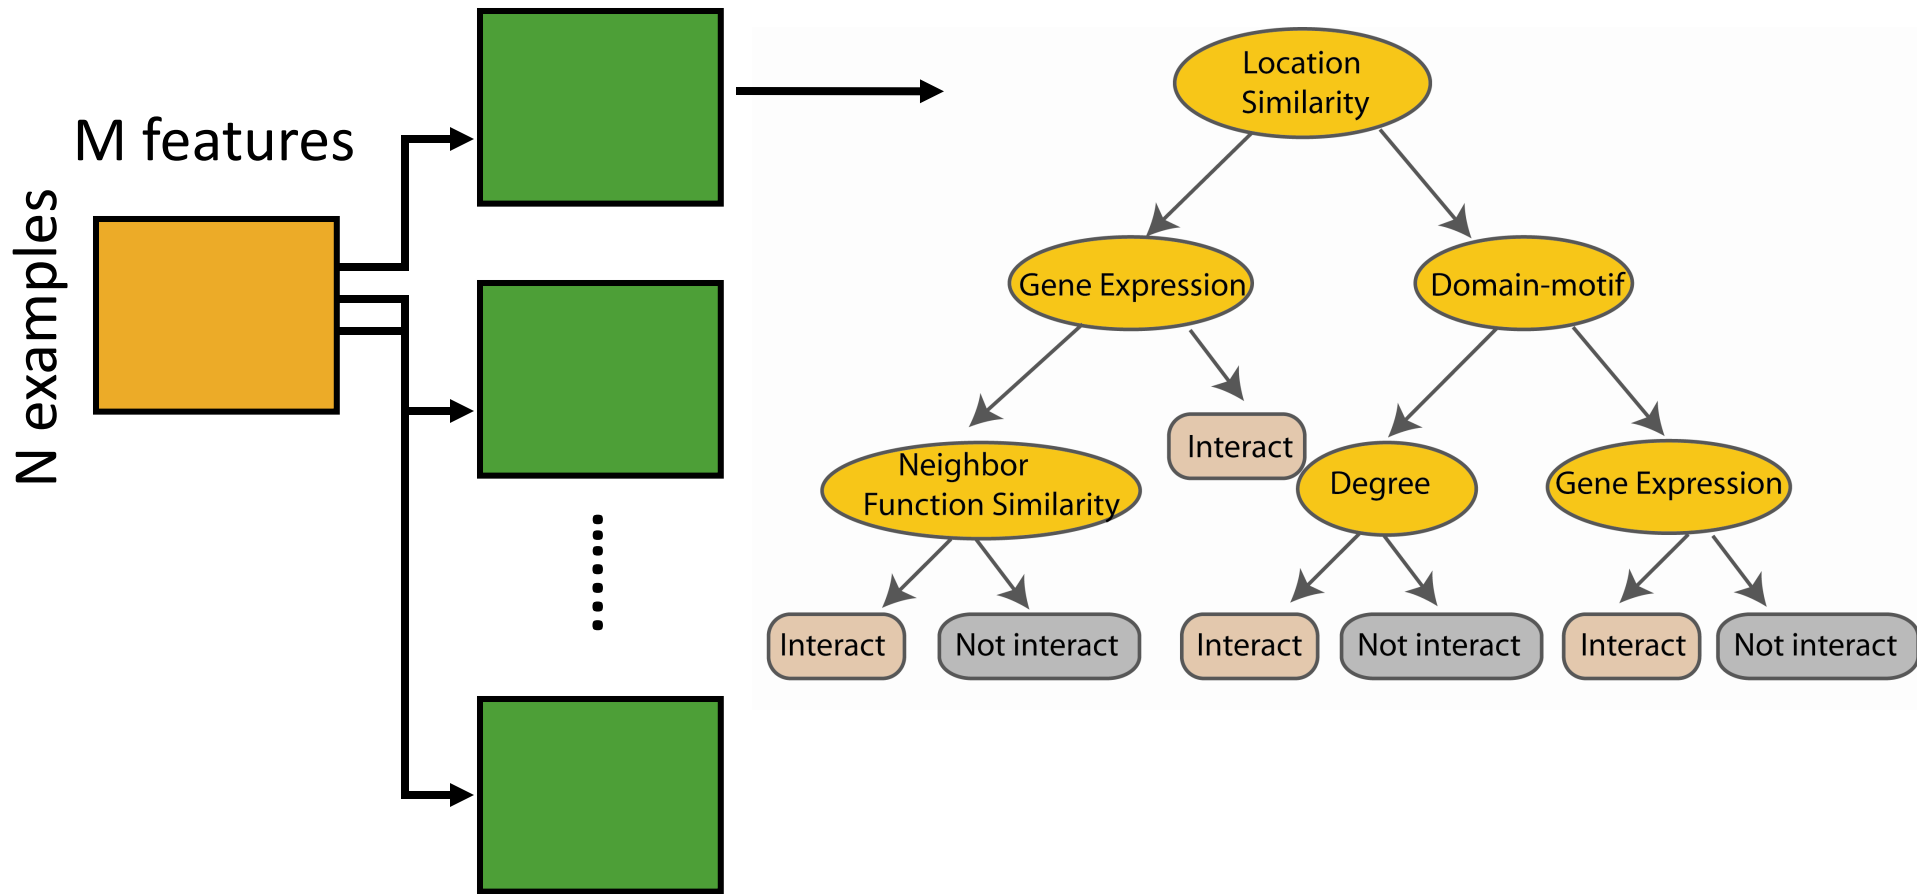 M features
N examples
Location
Similarity
Gene Expression
Domain-motif
Interact
Neighbor
Function Similarity
Degree
Gene Expression
Interact
Not interact
Interact
Not interact
Interact
Not interact